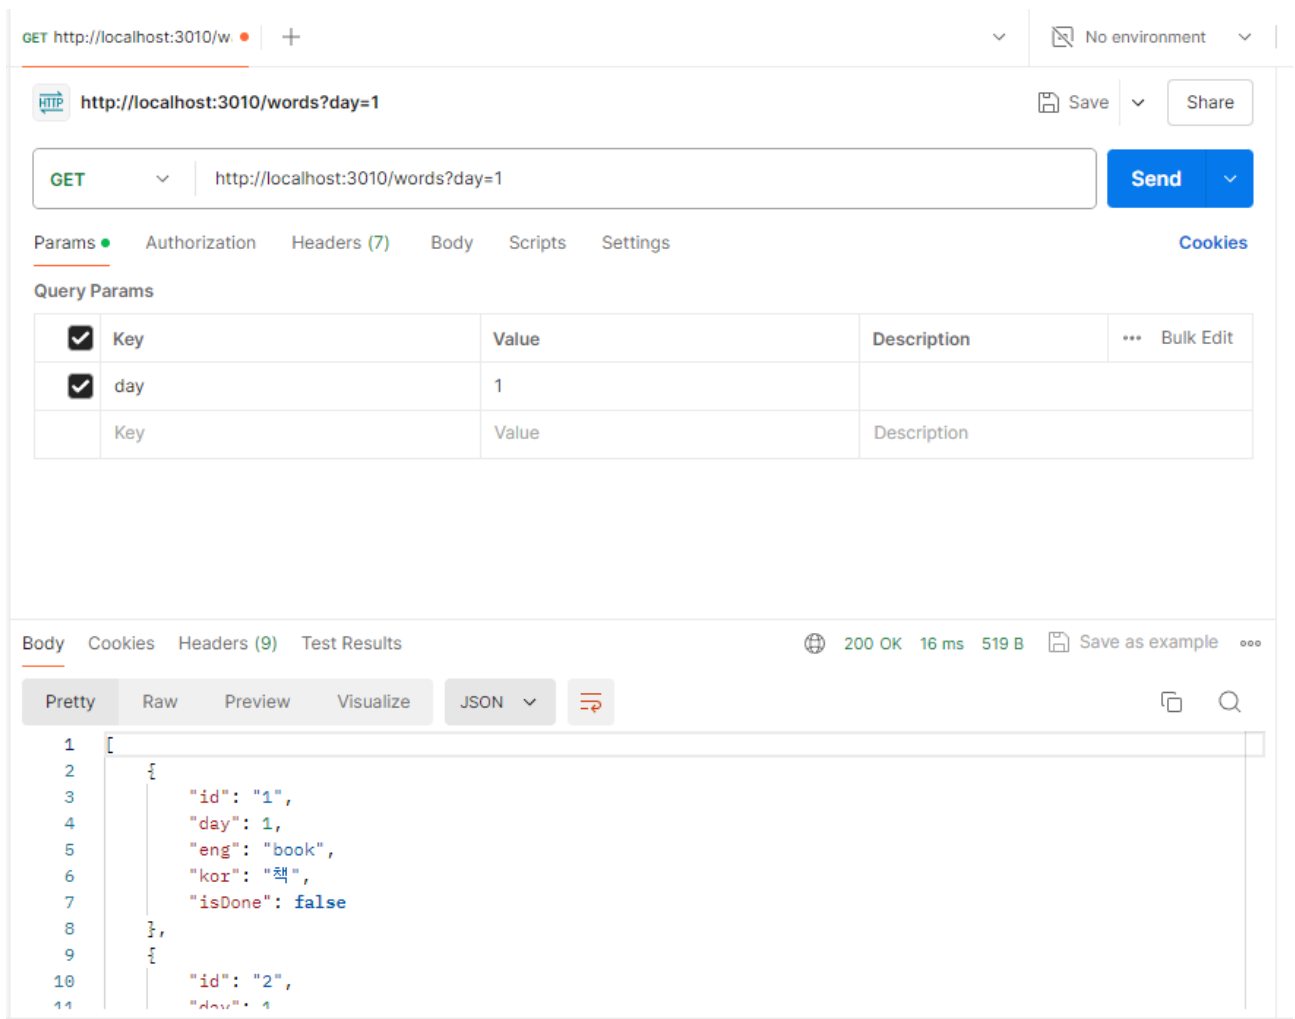 GET http://localhost:3010/w
No environment
HTTP http://localhost:3010/words?day=1
Save
Share
GET
http://localhost:3010/words?day=1
Send
Params
Authorization
Headers (7)
Body
Scripts
Settings
Cookies
Query Params
Key Value Description ••• Bulk Edit
day 1
Key Value Description
Body Cookies Headers (9) Test Results
200 OK 16 ms 519 B Save as example
Pretty Raw Preview Visualize JSON
1 [
2 {
3 "id": "1",
4 "day": 1,
5 "eng": "book",
6 "kor": "책",
7 "isDone": false
8 },
9 {
10 "id": "2",
11 "day": 1